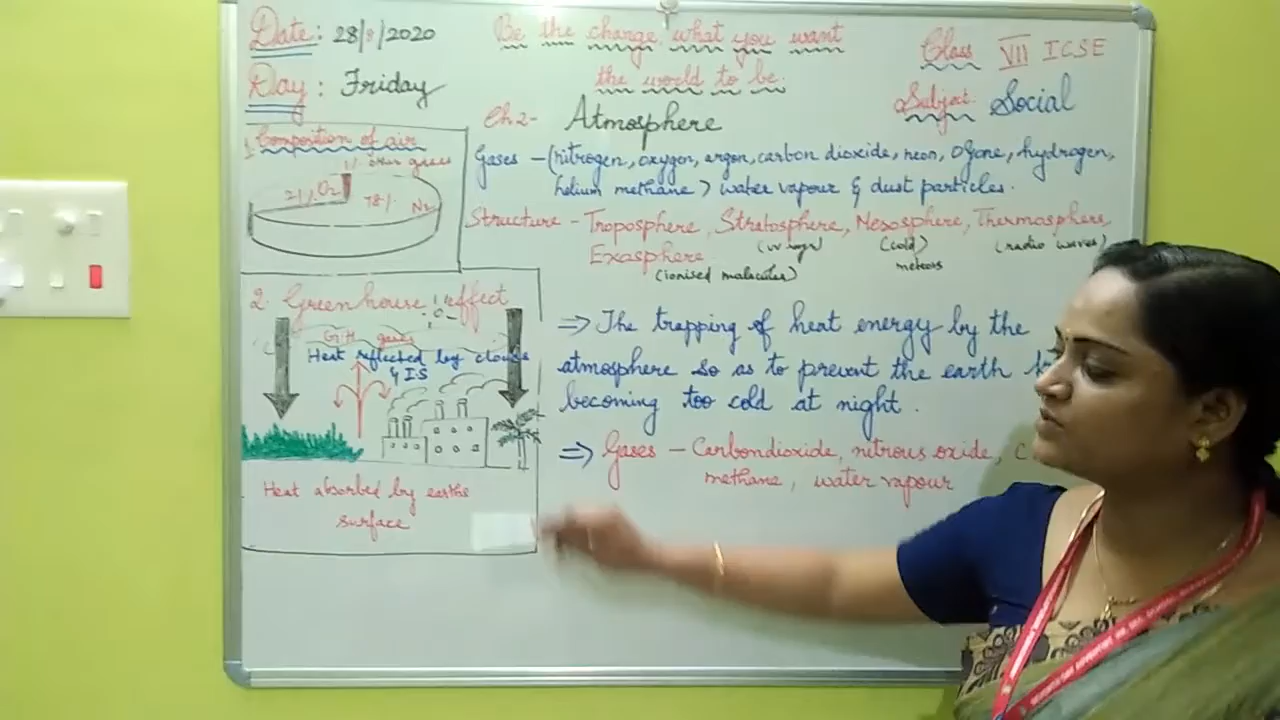 Date: 28/8/2020
Day: Friday
Be the change what you want
the world to be.
Class VII ICSE
Subject: Social
Ch 2- Atmosphere
1. Composition of air
1% other gases
21% O2
78% N2
Gases - (nitrogen, oxygen, argon, carbon dioxide, neon, Ozone, hydrogen,
helium methane) water vapour & dust particles.
Structure - Troposphere, Stratosphere, Mesosphere, Thermosphere
(cold)
(radio waves)
Exasphere
meteors
(ionised molecules)
2. Greenhouse effect
G.H gases
Heat reflected by clouds
& I.S
Heat absorbed by earths
surface
⇒ The trapping of heat energy by the
atmosphere so as to prevent the earth
becoming too cold at night.
⇒ Gases - Carbondioxide, nitrous oxide, C
methane, water vapour